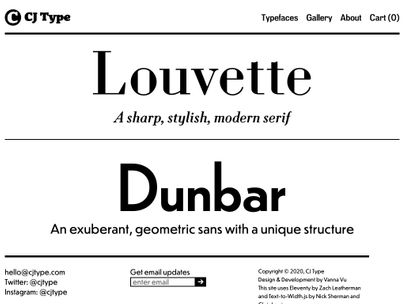 CJ Type
Typefaces Gallery About Cart (0)
Louvette
A sharp, stylish, modern serif
Dunbar
An exuberant, geometric sans with a unique structure
hello@cjtype.com
Twitter: @cjtype
Instagram: @cjtype
Get email updates
enter email
Copyright © 2020, CJ Type
Design & Development by Vanna Vu
This site uses Eleventy by Zach Leatherman
and Text-to-Width.js by Nick Sherman and